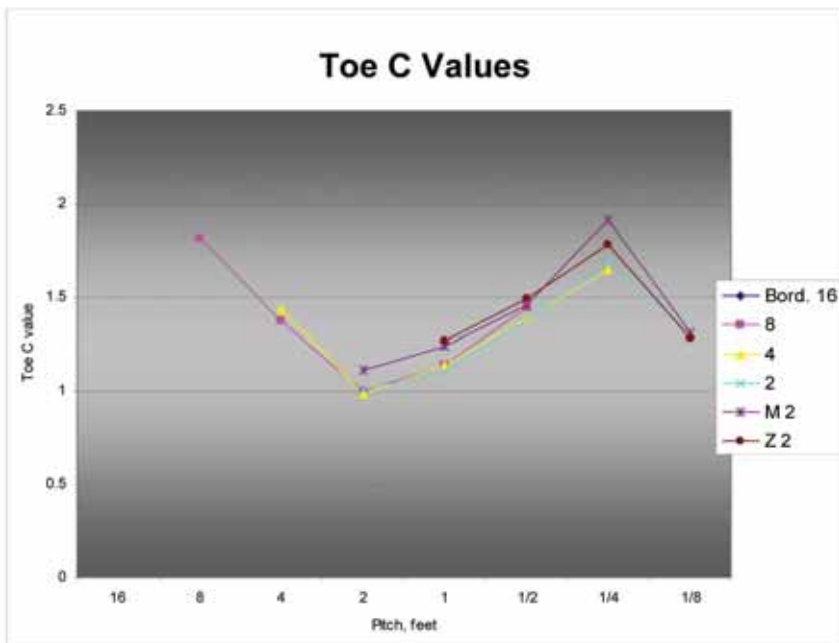 Toe C Values
2.5
2
1.5
1
0.5
0
Toe C value
16 8 4 2 1 1/2 1/4 1/8
Pitch, feet
Bord. 16
8
4
2
M 2
Z 2